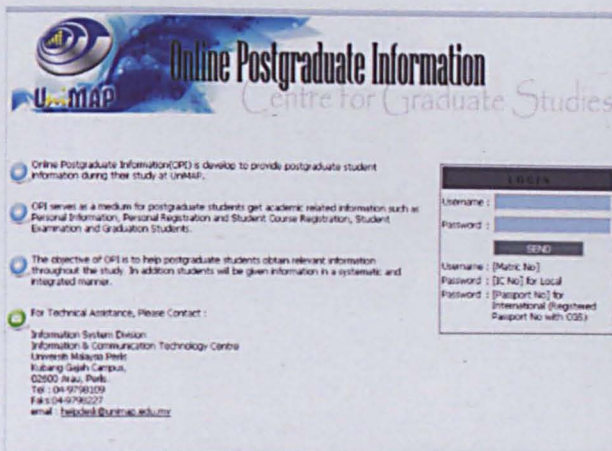 UniMAP
Online Postgraduate Information
Centre for Graduate Studies
Online Postgraduate Information(OPI) is develop to provide postgraduate student
information during their study at UniMAP.
OPI serves as a medium for postgraduate students get academic related information such as
Personal Information, Personal Registration and Student Course Registration, Student
Examination and Graduation Students.
The objective of OPI is to help postgraduate students obtain relevant information
throughout the study. In addition students will be given information in a systematic and
integrated manner.
For Technical Assistance, Please Contact :
Information System Division
Information & Communication Technology Centre
Universiti Malaysia Perlis
Kubang Gajah Campus,
02600 Arau, Perlis.
Tel : 04-9798109
Faks:04-9798227
email : helpdesk@unimap.edu.my
LOGIN
Username :
Password :
SEND
Username : [Matric No]
Password : [IC No] for Local
Password : [Passport No] for
International (Registered
Passport No with CGS)